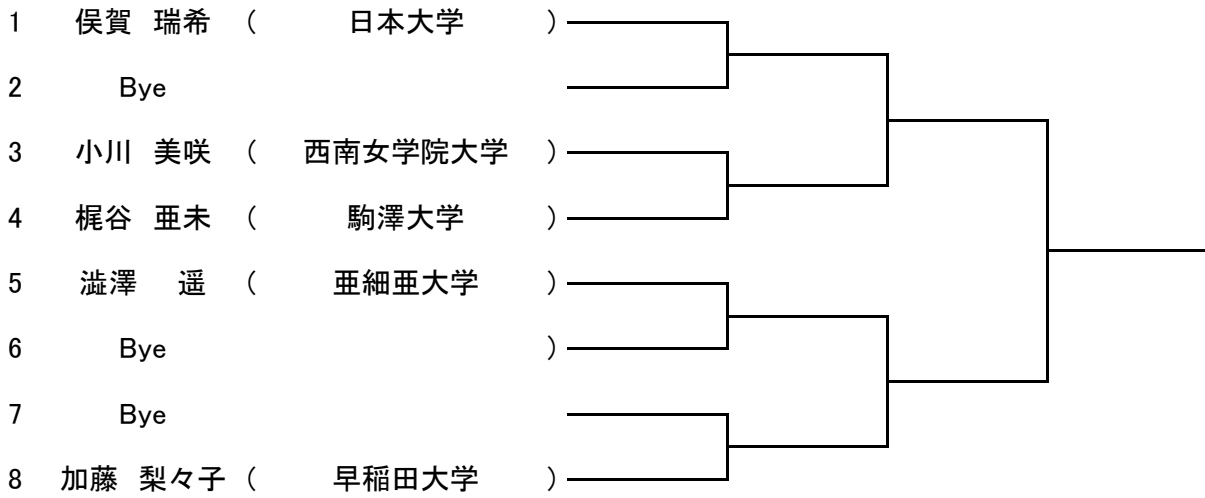 1 俣賀 瑞希 ( 日本大学 )
2 Bye
3 小川 美咲 ( 西南女学院大学 )
4 梶谷 亜未 ( 駒澤大学 )
5 澁澤 遥 ( 亜細亜大学 )
6 Bye )
7 Bye
8 加藤 梨々子 ( 早稲田大学 )